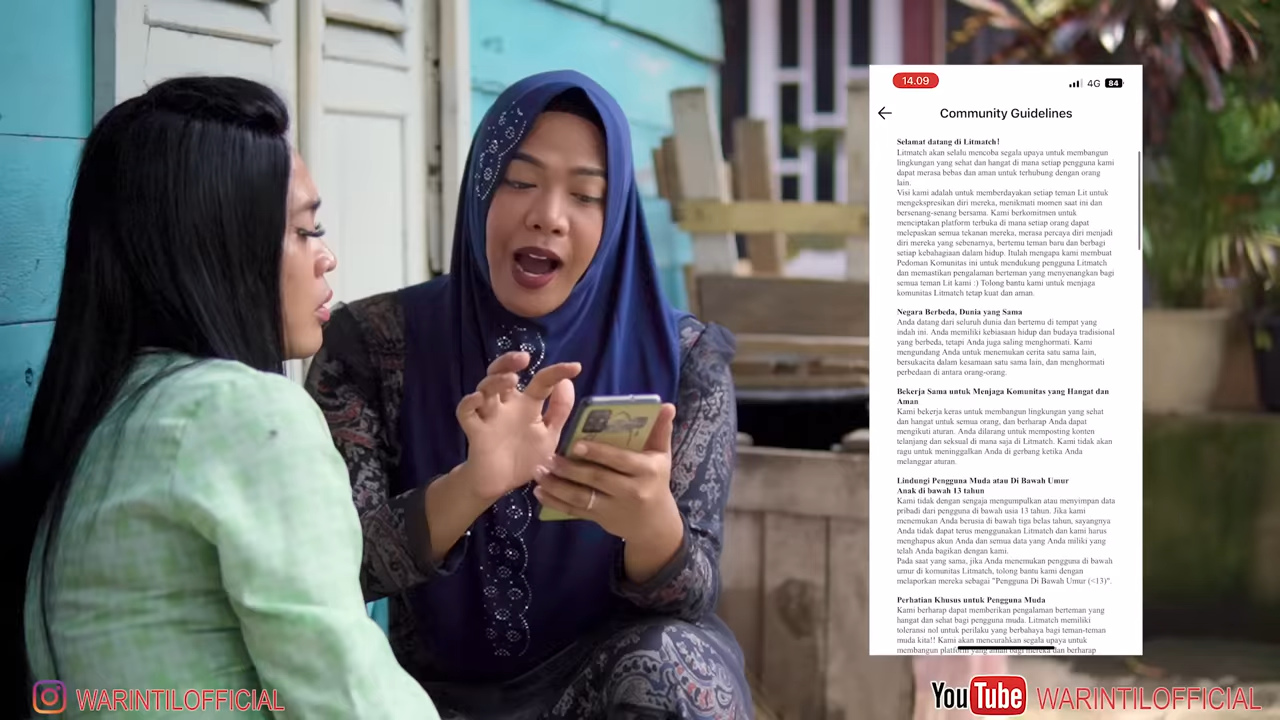 14.09
4G 84
Community Guidelines
Selamat datang di Litmatch!
Litmatch akan selalu mencoba segala upaya untuk membangun
lingkungan yang sehat dan hangat di mana setiap pengguna kami
dapat merasa bebas dan aman untuk terhubung dengan orang
lain.
Visi kami adalah untuk memberdayakan setiap teman Lit untuk
mengekspresikan diri mereka, menikmati momen saat ini dan
bersenang-senang bersama. Kami berkomitmen untuk
menciptakan platform terbuka di mana setiap orang dapat
melepaskan semua tekanan mereka, merasa percaya diri menjadi
diri mereka yang sebenarnya, bertemu teman baru dan berbagi
setiap kebahagiaan dalam hidup. Itulah mengapa kami membuat
Pedoman Komunitas ini untuk mendukung pengguna Litmatch
dan memastikan pengalaman berteman yang menyenangkan bagi
semua teman Lit kami :) Tolong bantu kami untuk menjaga
komunitas Litmatch tetap kuat dan aman.
Negara Berbeda, Dunia yang Sama
Anda datang dari seluruh dunia dan bertemu di tempat yang
indah ini. Anda memiliki kebiasaan hidup dan budaya tradisional
yang berbeda, tetapi Anda juga saling menghormati. Kami
mengundang Anda untuk menemukan cerita satu sama lain,
bersukacita dalam kesamaan satu sama lain, dan menghormati
perbedaan di antara orang-orang.
Bekerja Sama untuk Menjaga Komunitas yang Hangat dan
Aman
Kami bekerja keras untuk membangun lingkungan yang sehat
dan hangat untuk semua orang, dan berharap Anda dapat
mengikuti aturan. Anda dilarang untuk memposting konten
telanjang dan seksual di mana saja di Litmatch. Kami tidak akan
ragu untuk meninggalkan Anda di gerbang ketika Anda
melanggar aturan.
Lindungi Pengguna Muda atau Di Bawah Umur
Anak di bawah 13 tahun
Kami tidak dengan sengaja mengumpulkan atau menyimpan data
pribadi dari pengguna di bawah usia 13 tahun. Jika kami
menemukan Anda berusia di bawah tiga belas tahun, sayangnya
Anda tidak dapat terus menggunakan Litmatch dan kami harus
menghapus akun Anda dan semua data yang Anda miliki yang
telah Anda bagikan dengan kami.
Pada saat yang sama, jika Anda menemukan pengguna di bawah
umur di komunitas Litmatch, tolong bantu kami dengan
melaporkan mereka sebagai "Pengguna Di Bawah Umur (<13)".
Perhatian Khusus untuk Pengguna Muda
Kami berharap dapat memberikan pengalaman berteman yang
hangat dan sehat bagi pengguna muda. Litmatch memiliki
toleransi nol untuk perilaku yang berbahaya bagi teman-teman
muda kita!! Kami akan mencurahkan segala upaya untuk
membangun platform yang aman bagi mereka dan berharap
WARINTILOFFICIAL
YouTube WARINTILOFFICIAL